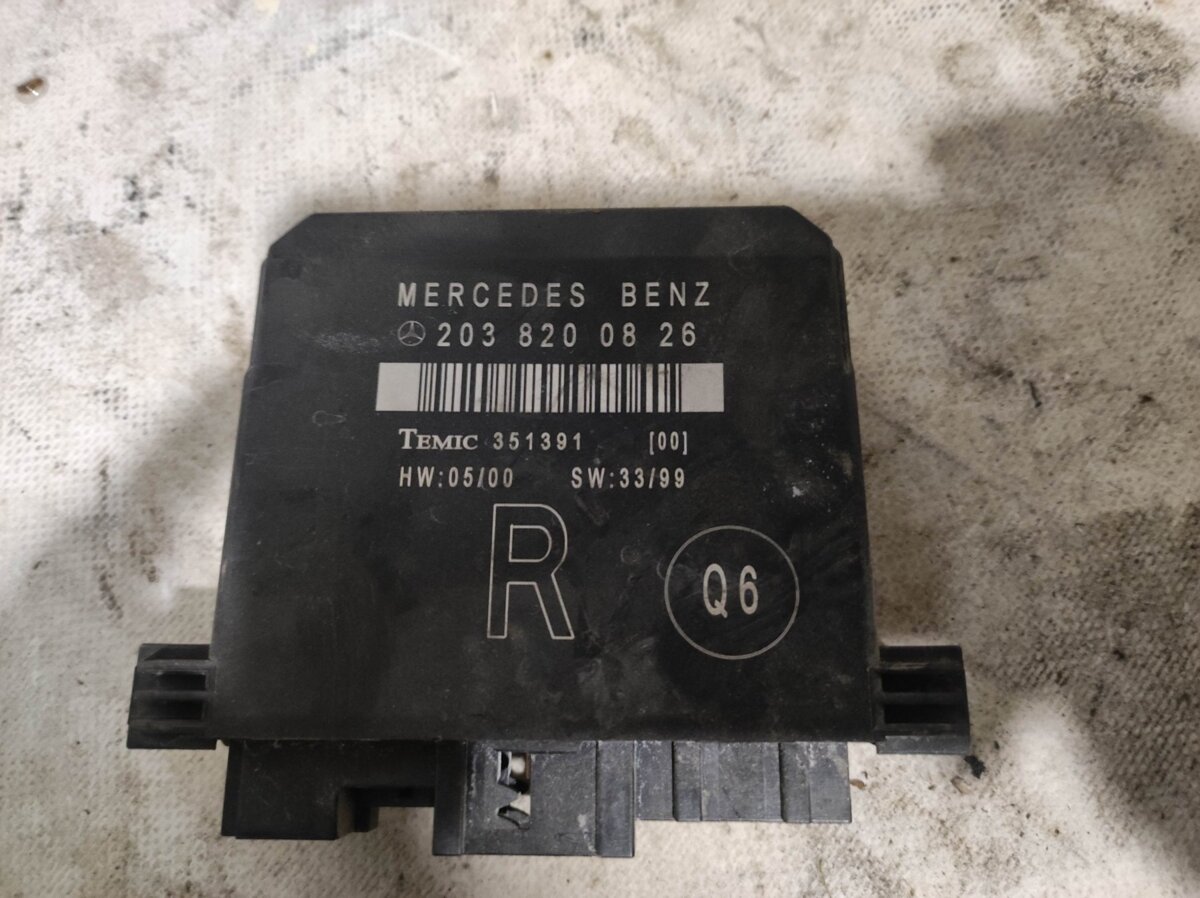 MERCEDES BENZ
203 820 08 26
TEMIC 351391 [00]
HW:05/00 SW:33/99
R
Q6